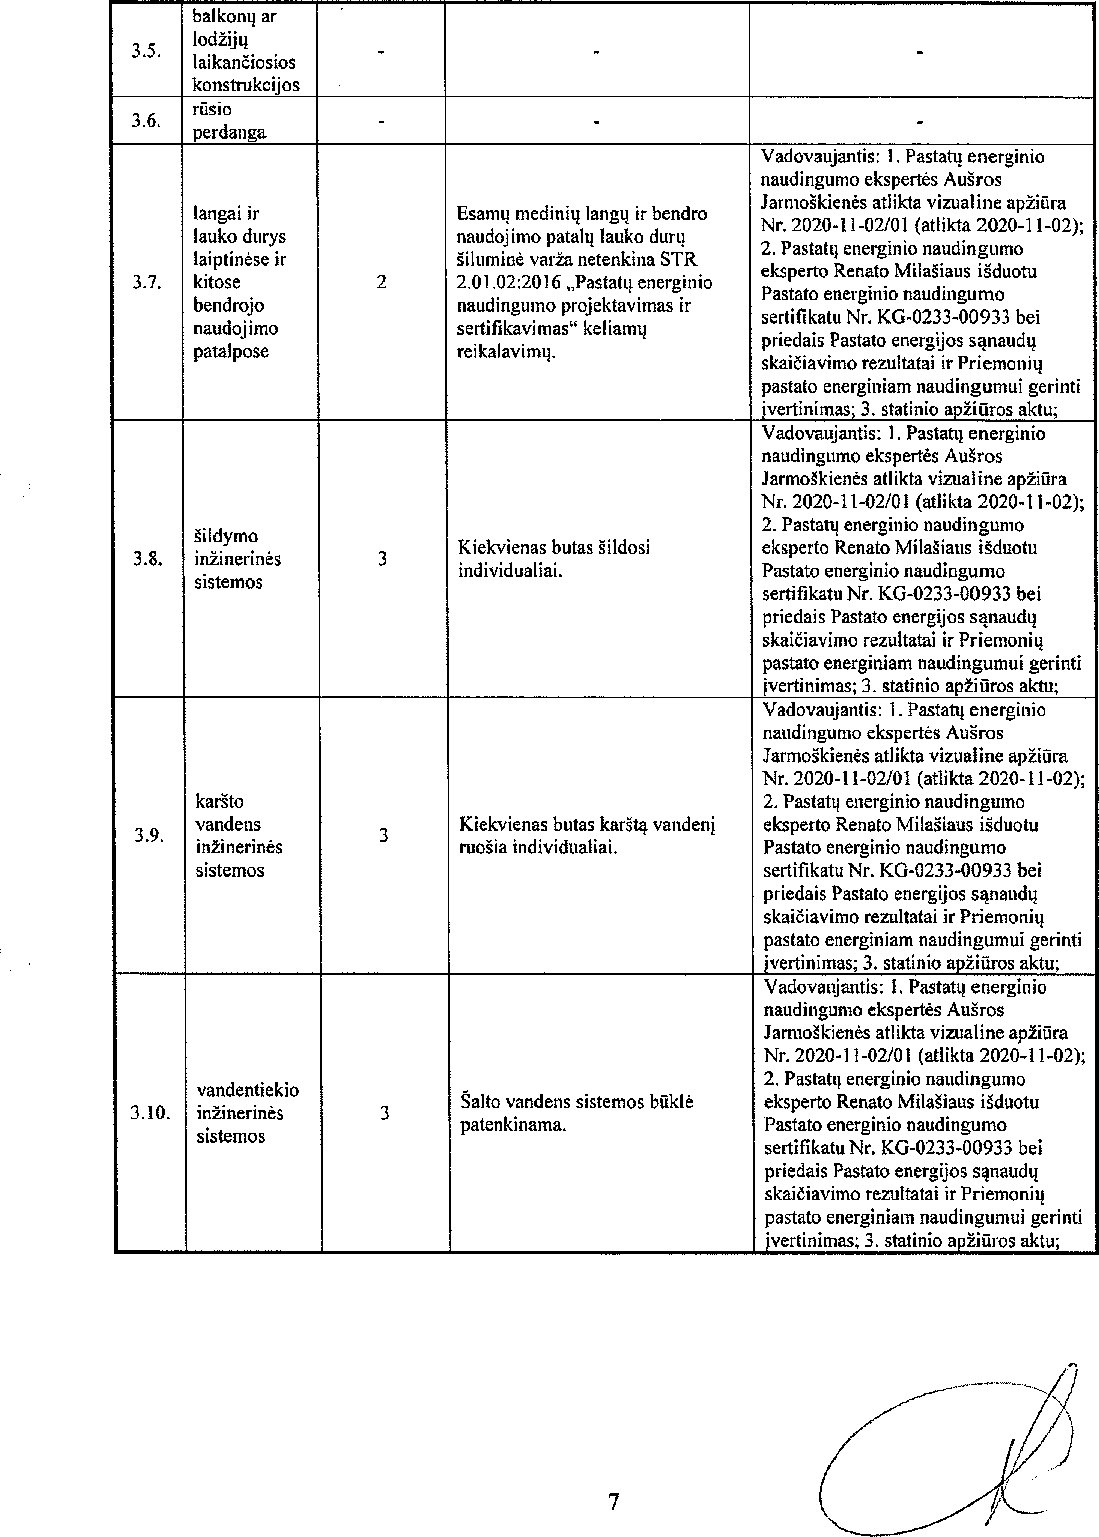 3.5.
balkonų ar
lodžijų
laikančiosios
konstrukcijos
-
-
-
3.6.
rūsio
perdanga
-
-
-
3.7.
langai ir
lauko durys
laiptinėse ir
kitose
bendrojo
naudojimo
patalpose
2
Esamų medinių langų ir bendro
naudojimo patalų lauko durų
šiluminė varža netenkina STR
2.01.02:2016 „Pastatų energinio
naudingumo projektavimas ir
sertifikavimas“ keliamų
reikalavimų.
Vadovaujantis: 1. Pastatų energinio
naudingumo ekspertės Aušros
Jarmoškienės atlikta vizualine apžiūra
Nr. 2020-11-02/01 (atlikta 2020-11-02);
2. Pastatų energinio naudingumo
eksperto Renato Milašiaus išduotu
Pastato energinio naudingumo
sertifikatu Nr. KG-0233-00933 bei
priedais Pastato energijos sąnaudų
skaičiavimo rezultatai ir Priemonių
pastato energiniam naudingumui gerinti
įvertinimas; 3. statinio apžiūros aktu;
3.8.
šildymo
inžinerinės
sistemos
3
Kiekvienas butas šildosi
individualiai.
Vadovaujantis: 1. Pastatų energinio
naudingumo ekspertės Aušros
Jarmoškienės atlikta vizualine apžiūra
Nr. 2020-11-02/01 (atlikta 2020-11-02);
2. Pastatų energinio naudingumo
eksperto Renato Milašiaus išduotu
Pastato energinio naudingumo
sertifikatu Nr. KG-0233-00933 bei
priedais Pastato energijos sąnaudų
skaičiavimo rezultatai ir Priemonių
pastato energiniam naudingumui gerinti
įvertinimas; 3. statinio apžiūros aktu;
3.9.
karšto
vandens
inžinerinės
sistemos
3
Kiekvienas butas karštą vandenį
ruošia individualiai.
Vadovaujantis: 1. Pastatų energinio
naudingumo ekspertės Aušros
Jarmoškienės atlikta vizualine apžiūra
Nr. 2020-11-02/01 (atlikta 2020-11-02);
2. Pastatų energinio naudingumo
eksperto Renato Milašiaus išduotu
Pastato energinio naudingumo
sertifikatu Nr. KG-0233-00933 bei
priedais Pastato energijos sąnaudų
skaičiavimo rezultatai ir Priemonių
pastato energiniam naudingumui gerinti
įvertinimas; 3. statinio apžiūros aktu;
3.10.
vandentiekio
inžinerinės
sistemos
3
Šalto vandens sistemos būklė
patenkinama.
Vadovaujantis: 1. Pastatų energinio
naudingumo ekspertės Aušros
Jarmoškienės atlikta vizualine apžiūra
Nr. 2020-11-02/01 (atlikta 2020-11-02);
2. Pastatų energinio naudingumo
eksperto Renato Milašiaus išduotu
Pastato energinio naudingumo
sertifikatu Nr. KG-0233-00933 bei
priedais Pastato energijos sąnaudų
skaičiavimo rezultatai ir Priemonių
pastato energiniam naudingumui gerinti
įvertinimas; 3. statinio apžiūros aktu;
7